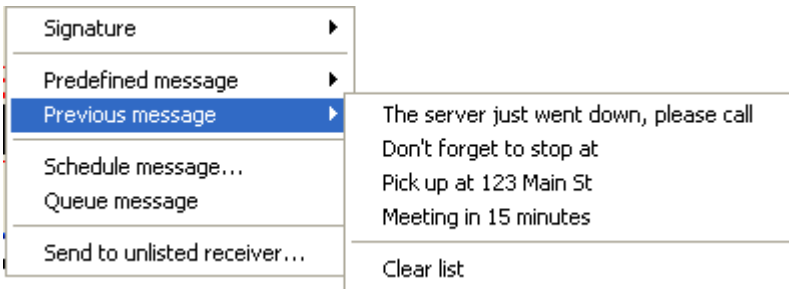 Signature
Predefined message
Previous message
Schedule message...
Queue message
Send to unlisted receiver...
The server just went down, please call
Don't forget to stop at
Pick up at 123 Main St
Meeting in 15 minutes
Clear list